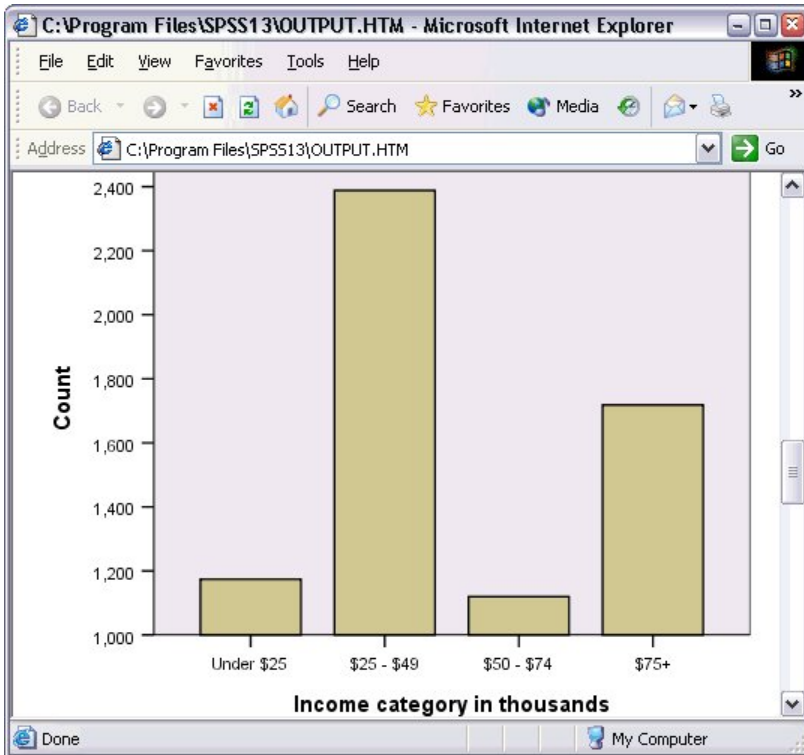 C:\Program Files\SPSS13\OUTPUT.HTM - Microsoft Internet Explorer
File Edit View Favorites Tools Help
Back Search Favorites Media »
Address C:\Program Files\SPSS13\OUTPUT.HTM Go
2,400
2,200
2,000
1,800
1,600
1,400
1,200
1,000
Count
Under $25 $25 - $49 $50 - $74 $75+
Income category in thousands
Done My Computer